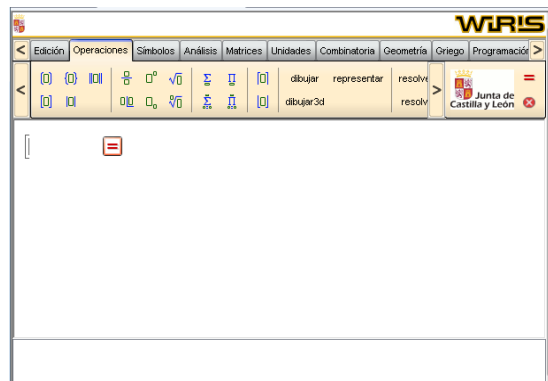 WIRIS
< Edición Operaciones Símbolos Análisis Matrices Unidades Combinatoria Geometría Griego Programación >
dibujar representar resolve
dibujar3d resolv
Junta de
Castilla y León